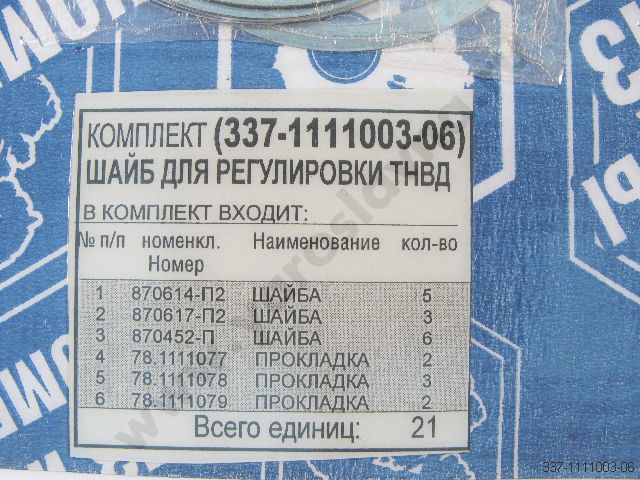 КОМПЛЕКТ (337-1111003-06)
ШАЙБ ДЛЯ РЕГУЛИРОВКИ ТНВД
В КОМПЛЕКТ ВХОДИТ:
№ п/п номенкл. Наименование кол-во
Номер
1 870614-П2 ШАЙБА 5
2 870617-П2 ШАЙБА 3
3 870452-П ШАЙБА 6
4 78.1111077 ПРОКЛАДКА 2
5 78.1111078 ПРОКЛАДКА 3
6 78.1111079 ПРОКЛАДКА 2
Всего единиц: 21
337-1111003-06